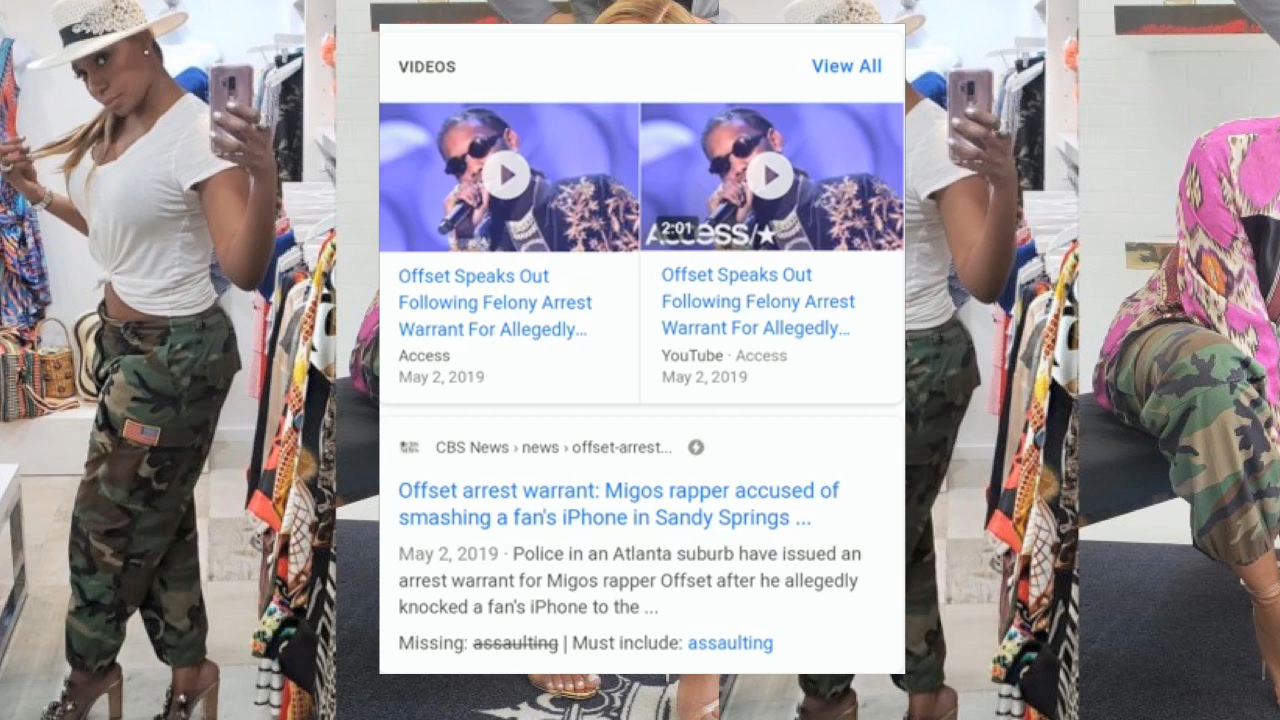 VIDEOS
View All
2:01
Access/★
Offset Speaks Out
Following Felony Arrest
Warrant For Allegedly...
Access
May 2, 2019
Offset Speaks Out
Following Felony Arrest
Warrant For Allegedly...
YouTube · Access
May 2, 2019
CBS News › news › offset-arrest...
Offset arrest warrant: Migos rapper accused of
smashing a fan's iPhone in Sandy Springs ...
May 2, 2019 · Police in an Atlanta suburb have issued an
arrest warrant for Migos rapper Offset after he allegedly
knocked a fan's iPhone to the ...
Missing: assaulting | Must include: assaulting